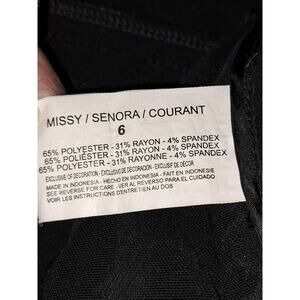 MISSY / SENORA / COURANT
6
65% POLYESTER - 31% RAYON - 4% SPANDEX
65% POLIÉSTER - 31% RAYON - 4% SPANDEX
65% POLYESTER - 31% RAYONNE - 4% SPANDEX
EXCLUSIVE OF DECORATION - EXCLUSIVO DE DECORACION - EXCLUSIF DE DÉCOR
MADE IN INDONESIA - HECHO EN INDONESIA - FAIT EN INDONESIE
SEE REVERSE FOR CARE - VER AL REVERSO PARA EL CUIDADO
VOIR LES INSTRUCTIONS D'ENTRETIEN AU DOS